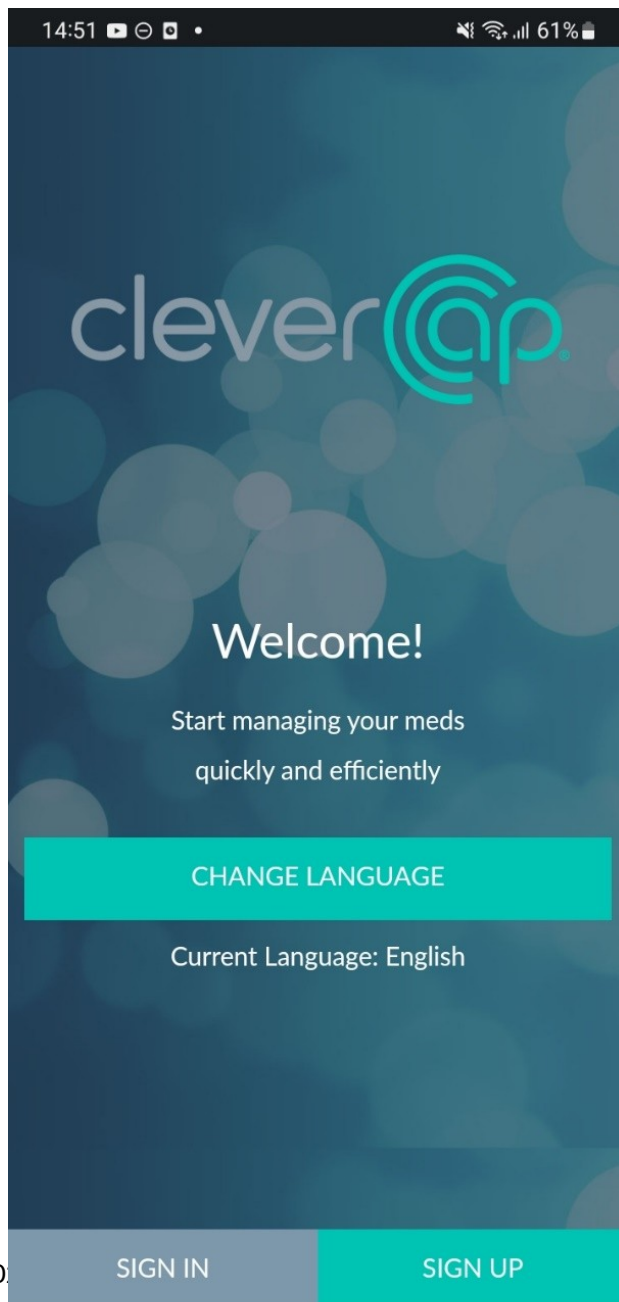 14:51
61%
cleverCap®
Welcome!
Start managing your meds
quickly and efficiently
CHANGE LANGUAGE
Current Language: English
SIGN IN
SIGN UP